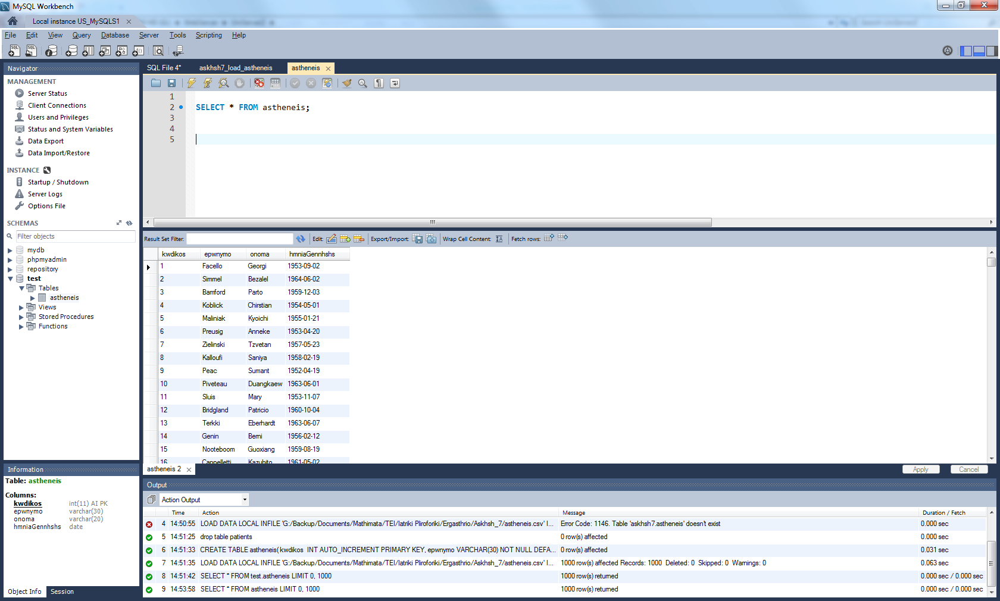 MySQL Workbench
Local instance US_MySQLS1
File Edit View Query Database Server Tools Scripting Help
Navigator
MANAGEMENT
Server Status
Client Connections
Users and Privileges
Status and System Variables
Data Export
Data Import/Restore
INSTANCE
Startup / Shutdown
Server Logs
Options File
SCHEMAS
Filter objects
mydb
phpmyadmin
repository
test
Tables
astheneis
Views
Stored Procedures
Functions
Information
Table: astheneis
Columns:
kwdikos int(11) AI PK
epwnymo varchar(30)
onoma varchar(20)
hmniaGennhshs date
Object Info Session
SQL File 4* askhsh7_load_astheneis astheneis
1
2 SELECT * FROM astheneis;
3
4
5
Result Set Filter: Edit: Export/Import: Wrap Cell Content: Fetch rows:
kwdikos epwnymo onoma hmniaGennhshs
1 Facello Georgi 1953-09-02
2 Simmel Bezalel 1964-06-02
3 Bamford Parto 1959-12-03
4 Koblick Chirstian 1954-05-01
5 Maliniak Kyoichi 1955-01-21
6 Preusig Anneke 1953-04-20
7 Zielinski Tzvetan 1957-05-23
8 Kalloufi Saniya 1958-02-19
9 Peac Sumant 1952-04-19
10 Piveteau Duangkaew 1963-06-01
11 Sluis Mary 1953-11-07
12 Bridgland Patricio 1960-10-04
13 Terkki Eberhardt 1963-06-07
14 Genin Berni 1956-02-12
15 Nooteboom Guoxiang 1959-08-19
16 Cappelletti Kazuhito 1961-05-02
astheneis 2 Apply Cancel
Output
Action Output
Time Action Message Duration / Fetch
4 14:50:55 LOAD DATA LOCAL INFILE 'G:/Backup/Documents/Mathimata/TEI/Iatriki Pliroforiki/Ergasthrio/Askhsh_7/astheneis.csv' I... Error Code: 1146. Table 'askhsh7.astheneis' doesn't exist 0.000 sec
5 14:51:25 drop table patients 0 row(s) affected 0.000 sec
6 14:51:33 CREATE TABLE astheneis( kwdikos INT AUTO_INCREMENT PRIMARY KEY, epwnymo VARCHAR(30) NOT NULL DEFA... 0 row(s) affected 0.031 sec
7 14:51:35 LOAD DATA LOCAL INFILE 'G:/Backup/Documents/Mathimata/TEI/Iatriki Pliroforiki/Ergasthrio/Askhsh_7/astheneis.csv' I... 1000 row(s) affected Records: 1000 Deleted: 0 Skipped: 0 Warnings: 0 0.063 sec
8 14:51:42 SELECT * FROM test.astheneis LIMIT 0, 1000 1000 row(s) returned 0.000 sec / 0.000 sec
9 14:53:58 SELECT * FROM astheneis LIMIT 0, 1000 1000 row(s) returned 0.000 sec / 0.000 sec